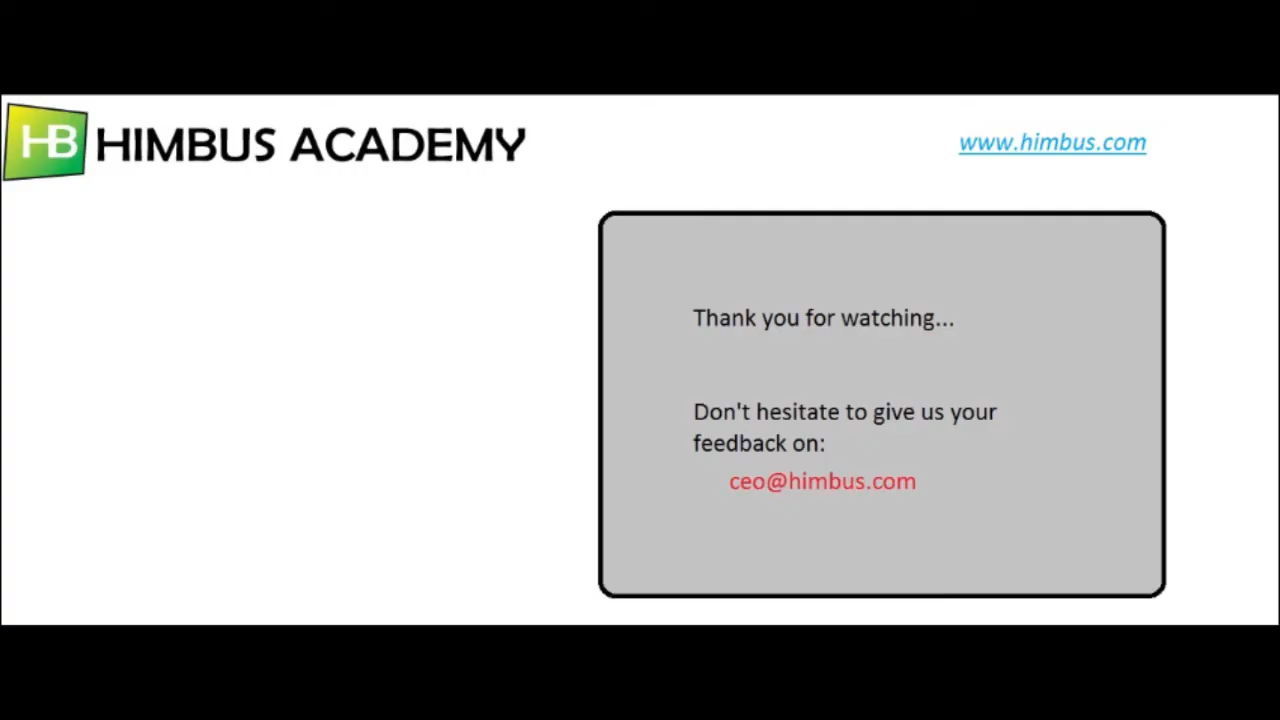 HB HIMBUS ACADEMY
www.himbus.com
Thank you for watching...
Don't hesitate to give us your
feedback on:
ceo@himbus.com